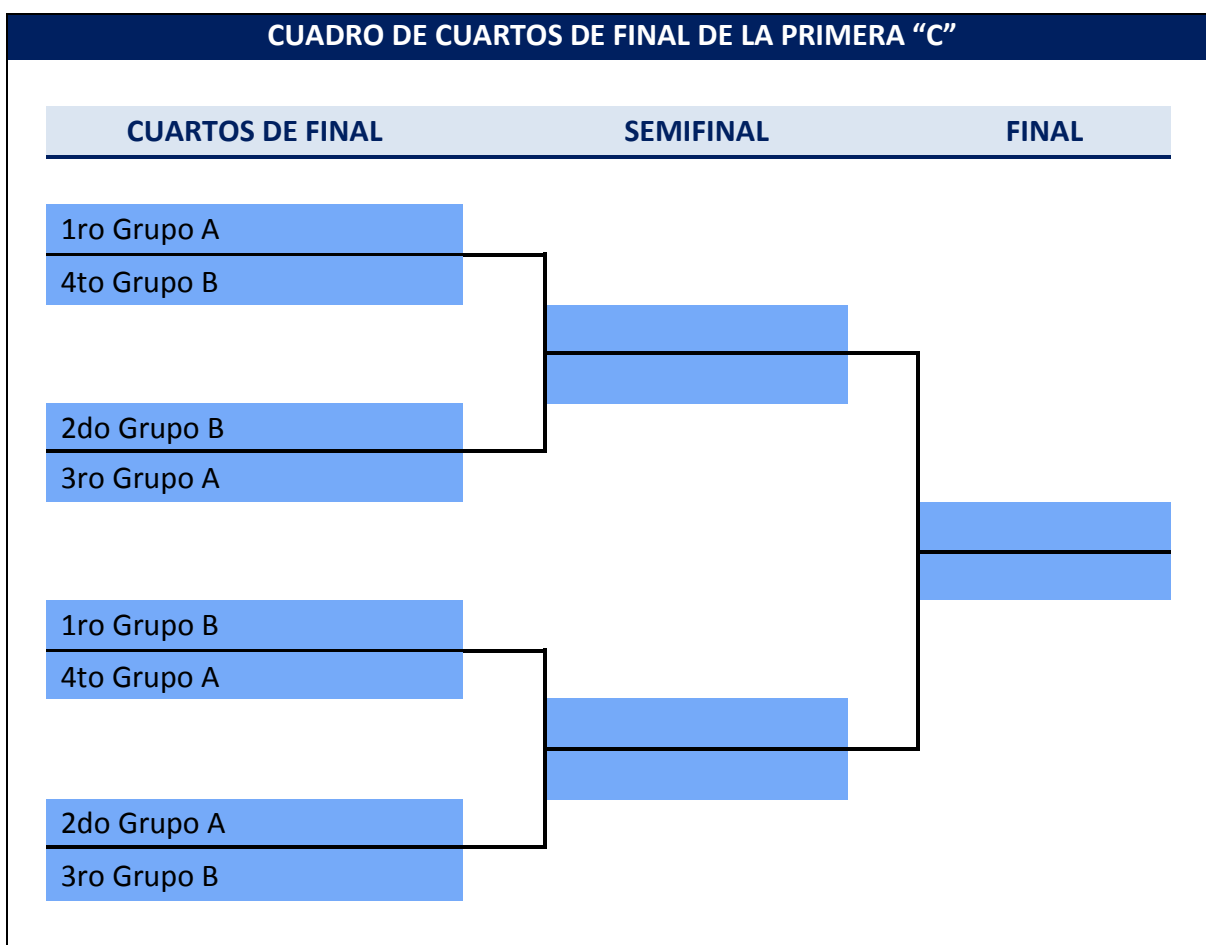 CUADRO DE CUARTOS DE FINAL DE LA PRIMERA “C”
CUARTOS DE FINAL SEMIFINAL FINAL
1ro Grupo A
4to Grupo B
2do Grupo B
3ro Grupo A
1ro Grupo B
4to Grupo A
2do Grupo A
3ro Grupo B